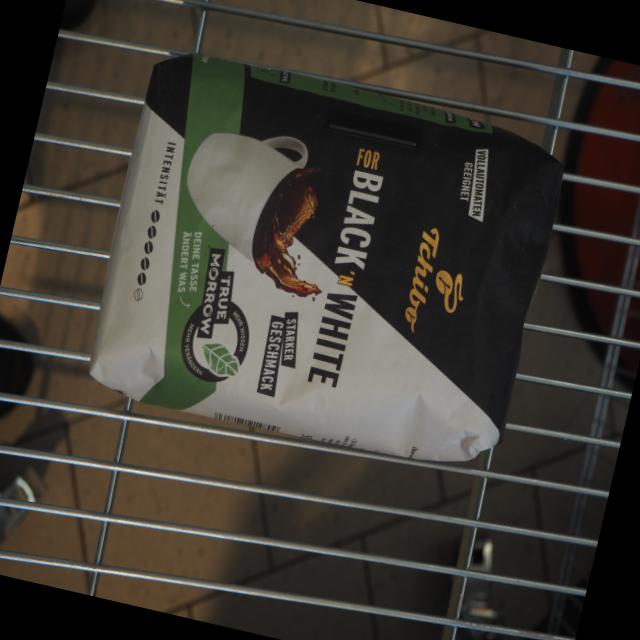 VOLLAUTOMATEN
GEEIGNET
Tchibo
FOR
BLACK 'N WHITE
STARKER
GESCHMACK
TRUE
MORROW
DEINE TASSE
ÄNDERT WAS
INTENSITÄT